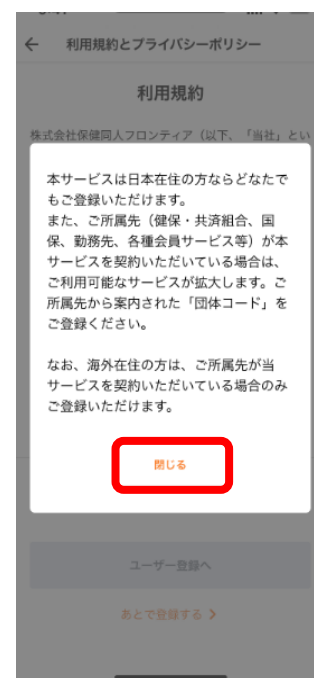 ← 利用規約とプライバシーポリシー
利用規約
株式会社保健同人フロンティア（以下、「当社」とい
本サービスは日本在住の方ならどなたで
もご登録いただけます。
また、ご所属先（健保・共済組合、国
保、勤務先、各種会員サービス等）が本
サービスを契約いただいている場合は、
ご利用可能なサービスが拡大します。ご
所属先から案内された「団体コード」を
ご登録ください。
なお、海外在住の方は、ご所属先が当
サービスを契約いただいている場合のみ
ご登録いただけます。
閉じる
ユーザー登録へ
あとで登録する >